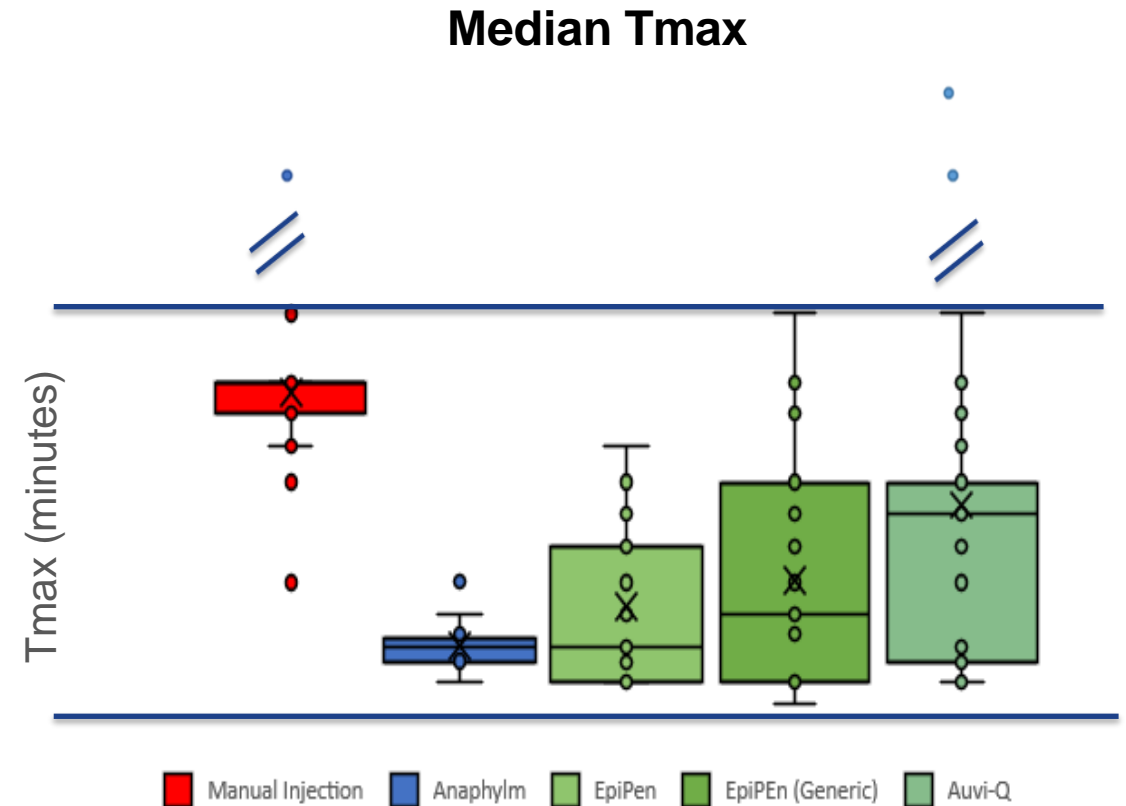 Median Tmax
Tmax (minutes)
Manual Injection
Anaphylm
EpiPen
EpiPEn (Generic)
Auvi-Q